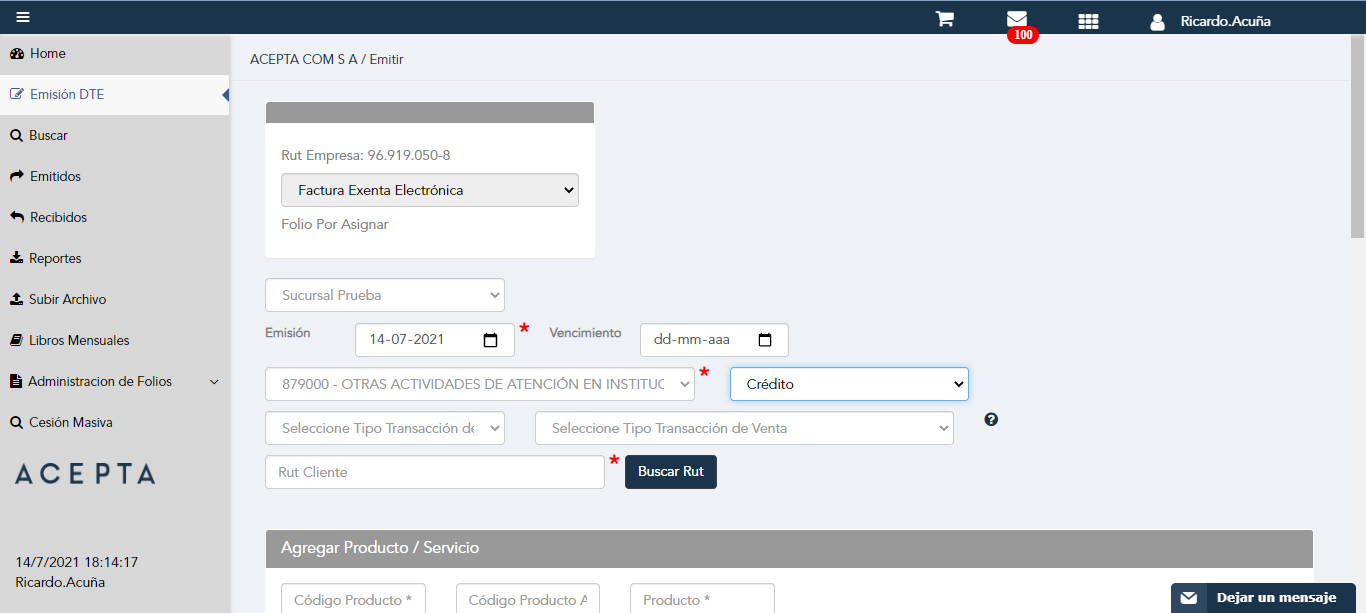 100
Ricardo.Acuña
Home
ACEPTA COM S A / Emitir
Emisión DTE
Buscar
Emitidos
Recibidos
Reportes
Subir Archivo
Libros Mensuales
Administracion de Folios
Cesión Masiva
ACEPTA
14/7/2021 18:14:17
Ricardo.Acuña
Rut Empresa: 96.919.050-8
Factura Exenta Electrónica
Folio Por Asignar
Sucursal Prueba
Emisión 14-07-2021 * Vencimiento dd-mm-aaa
879000 - OTRAS ACTIVIDADES DE ATENCIÓN EN INSTITUC * Crédito
Seleccione Tipo Transacción de Seleccione Tipo Transacción de Venta ?
Rut Cliente * Buscar Rut
Agregar Producto / Servicio
Código Producto * Código Producto A Producto *
Dejar un mensaje